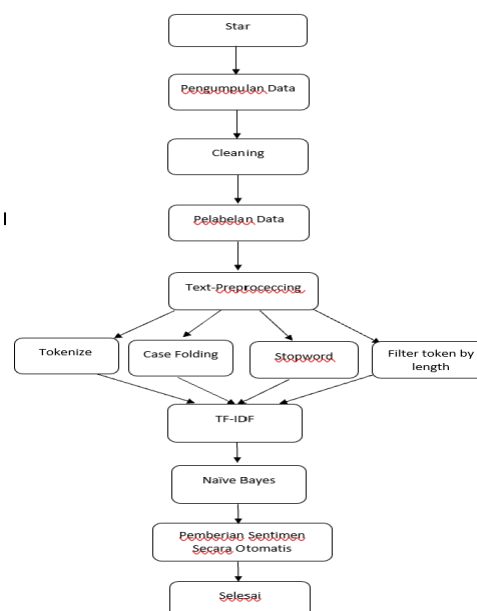 Star
Pengumpulan Data
Cleaning
Pelabelan Data
Text-Preproceccing
Tokenize
Case Folding
Stopword
Filter token by
length
TF-IDF
Naïve Bayes
Pemberian Sentimen
Secara Otomatis
Selesai